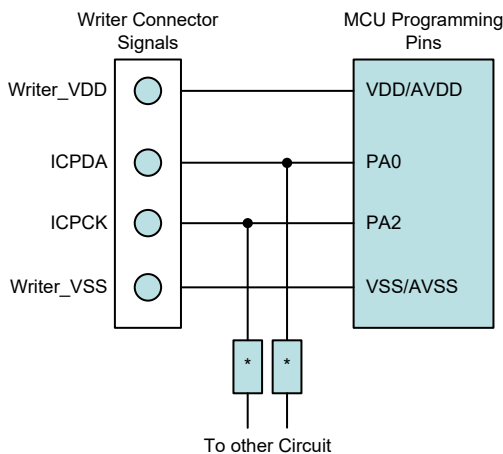 Writer Connector
Signals
MCU Programming
Pins
Writer_VDD
VDD/AVDD
ICPDA
PA0
ICPCK
PA2
Writer_VSS
VSS/AVSS
*
*
To other Circuit